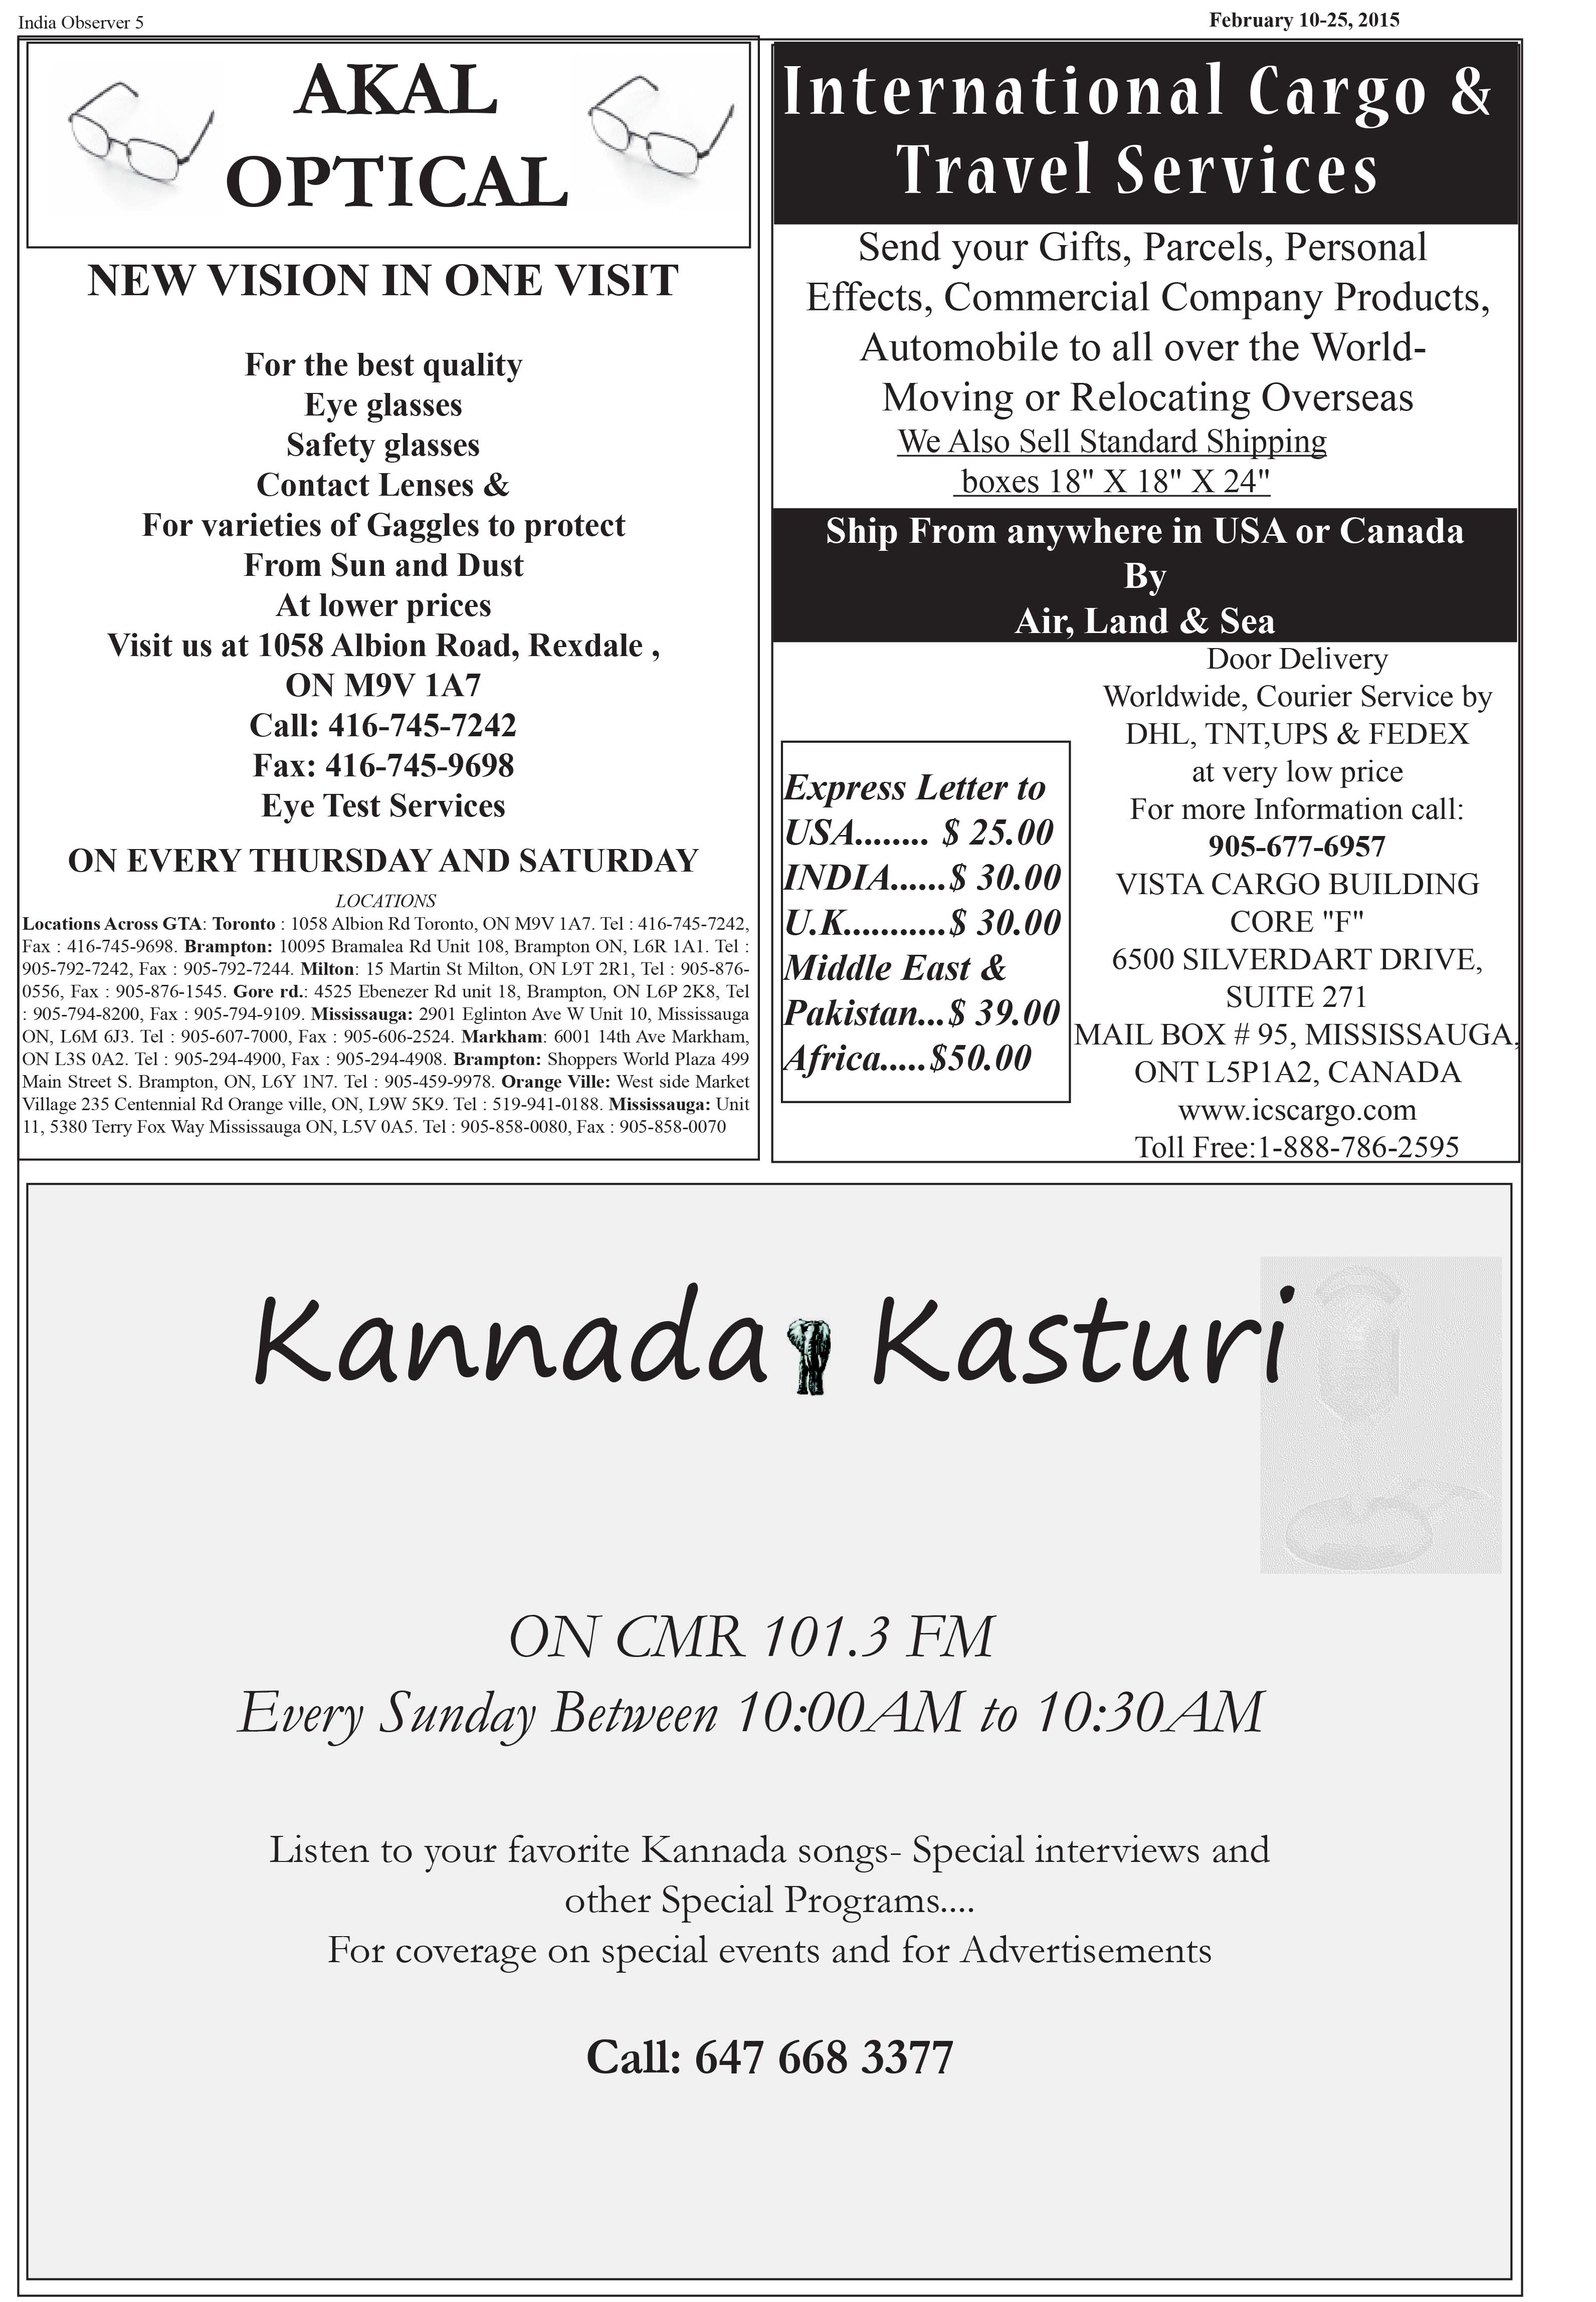 India Observer 5
February 10-25, 2015
AKAL
OPTICAL
NEW VISION IN ONE VISIT
For the best quality
Eye glasses
Safety glasses
Contact Lenses &
For varieties of Gaggles to protect
From Sun and Dust
At lower prices
Visit us at 1058 Albion Road, Rexdale ,
ON M9V 1A7
Call: 416-745-7242
Fax: 416-745-9698
Eye Test Services
ON EVERY THURSDAY AND SATURDAY
LOCATIONS
Locations Across GTA: Toronto : 1058 Albion Rd Toronto, ON M9V 1A7. Tel : 416-745-7242,
Fax : 416-745-9698. Brampton: 10095 Bramalea Rd Unit 108, Brampton ON, L6R 1A1. Tel :
905-792-7242, Fax : 905-792-7244. Milton: 15 Martin St Milton, ON L9T 2R1, Tel : 905-876-
0556, Fax : 905-876-1545. Gore rd.: 4525 Ebenezer Rd unit 18, Brampton, ON L6P 2K8, Tel
: 905-794-8200, Fax : 905-794-9109. Mississauga: 2901 Eglinton Ave W Unit 10, Mississauga
ON, L6M 6J3. Tel : 905-607-7000, Fax : 905-606-2524. Markham: 6001 14th Ave Markham,
ON L3S 0A2. Tel : 905-294-4900, Fax : 905-294-4908. Brampton: Shoppers World Plaza 499
Main Street S. Brampton, ON, L6Y 1N7. Tel : 905-459-9978. Orange Ville: West side Market
Village 235 Centennial Rd Orange ville, ON, L9W 5K9. Tel : 519-941-0188. Mississauga: Unit
11, 5380 Terry Fox Way Mississauga ON, L5V 0A5. Tel : 905-858-0080, Fax : 905-858-0070
International Cargo &
Travel Services
Send your Gifts, Parcels, Personal
Effects, Commercial Company Products,
Automobile to all over the World-
Moving or Relocating Overseas
We Also Sell Standard Shipping
boxes 18" X 18" X 24"
Ship From anywhere in USA or Canada
By
Air, Land & Sea
Express Letter to
USA........ $ 25.00
INDIA......$ 30.00
U.K...........$ 30.00
Middle East &
Pakistan...$ 39.00
Africa.....$50.00
Door Delivery
Worldwide, Courier Service by
DHL, TNT,UPS & FEDEX
at very low price
For more Information call:
905-677-6957
VISTA CARGO BUILDING
CORE "F"
6500 SILVERDART DRIVE,
SUITE 271
MAIL BOX # 95, MISSISSAUGA,
ONT L5P1A2, CANADA
www.icscargo.com
Toll Free:1-888-786-2595
Kannada Kasturi
ON CMR 101.3 FM
Every Sunday Between 10:00AM to 10:30AM
Listen to your favorite Kannada songs- Special interviews and
other Special Programs....
For coverage on special events and for Advertisements
Call: 647 668 3377